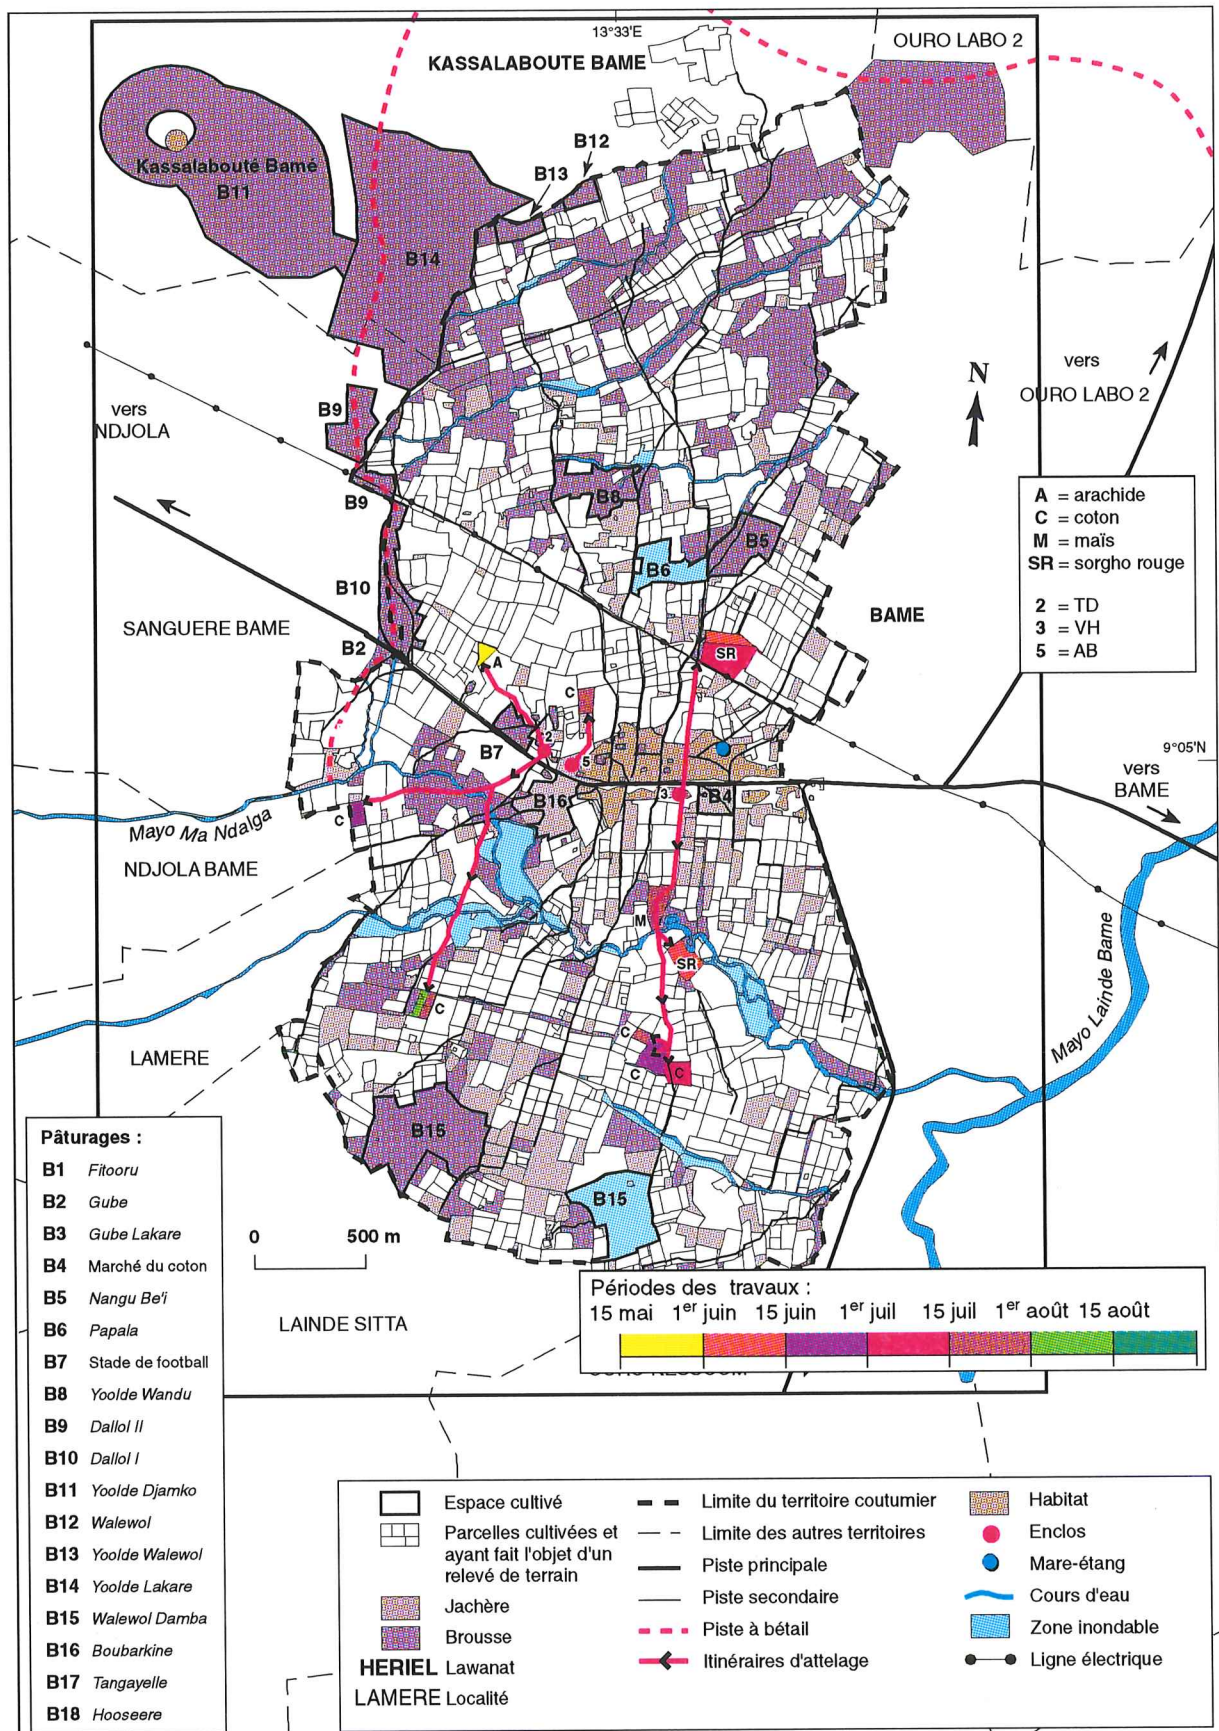 13°33'E
OURO LABO 2
KASSALABOUTE BAME
B12
B13
Kassalabouté Bamé
B11
B14
N
vers
OURO LABO 2
B9
vers
NDJOLA
B9
B8
B5
B6
A = arachide
C = coton
M = maïs
SR = sorgho rouge
2 = TD
3 = VH
5 = AB
B10
SANGUERE BAME
BAME
B2
SR
A
C
2
B7
5
9°05'N
vers
BAME
3
B4
B16
C
Mayo Ma Ndalga
NDJOLA BAME
M
SR
Mayo Lainde Bame
C
C
C
C
LAMERE
B15
B15
Pâturages :
B1 Fitooru
B2 Gube
B3 Gube Lakare
B4 Marché du coton
B5 Nangu Be'i
B6 Papala
B7 Stade de football
B8 Yoolde Wandu
B9 Dallol II
B10 Dallol I
B11 Yoolde Djamko
B12 Walewol
B13 Yoolde Walewol
B14 Yoolde Lakare
B15 Walewol Damba
B16 Boubarkine
B17 Tangayelle
B18 Hooseere
0 500 m
LAINDE SITTA
Périodes des travaux :
15 mai 1er juin 15 juin 1er juil 15 juil 1er août 15 août
Espace cultivé
Parcelles cultivées et
ayant fait l'objet d'un
relevé de terrain
Jachère
Brousse
HERIEL Lawanat
LAMERE Localité
Limite du territoire coutumier
Limite des autres territoires
Piste principale
Piste secondaire
Piste à bétail
Itinéraires d'attelage
Habitat
Enclos
Mare-étang
Cours d'eau
Zone inondable
Ligne électrique